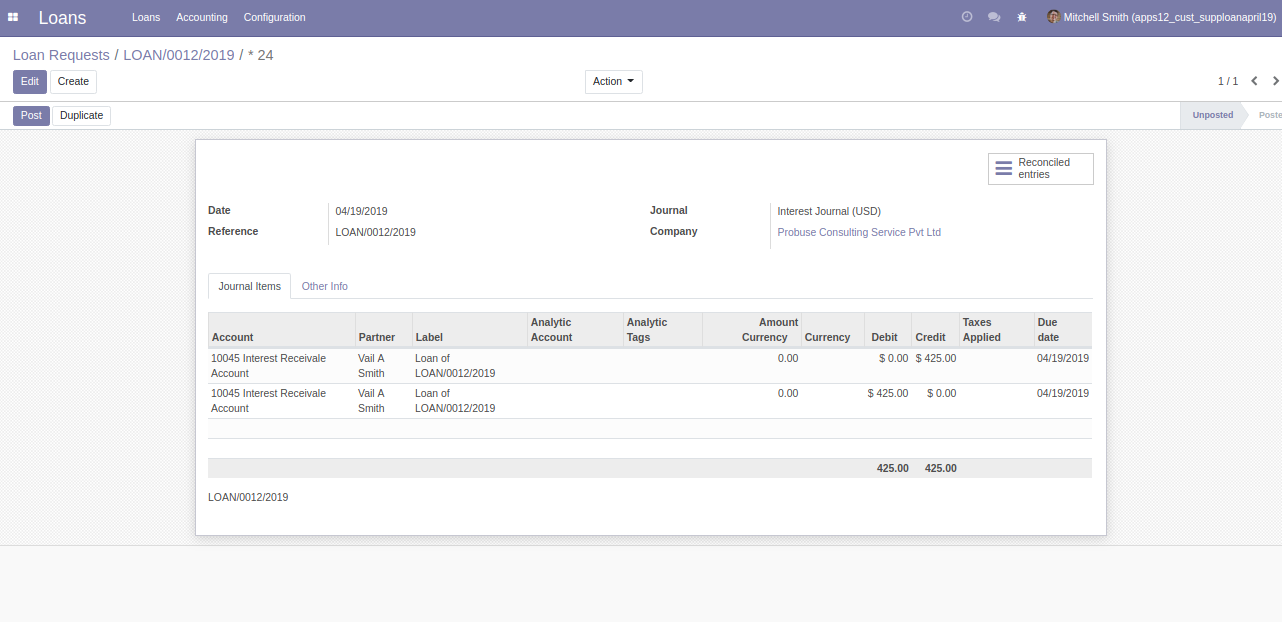 Loans Loans Accounting Configuration Mitchell Smith (apps12_cust_supploanapril19)
Loan Requests / LOAN/0012/2019 / * 24
Edit Create Action 1 / 1
Post Duplicate Unposted Poste
Reconciled
entries
Date 04/19/2019 Journal Interest Journal (USD)
Reference LOAN/0012/2019 Company Probuse Consulting Service Pvt Ltd
Journal Items Other Info
Analytic Analytic Amount Taxes Due
Account Partner Label Account Tags Currency Currency Debit Credit Applied date
10045 Interest Receivale Vail A Loan of 0.00 $ 0.00 $ 425.00 04/19/2019
Account Smith LOAN/0012/2019
10045 Interest Receivale Vail A Loan of 0.00 $ 425.00 $ 0.00 04/19/2019
Account Smith LOAN/0012/2019
425.00 425.00
LOAN/0012/2019